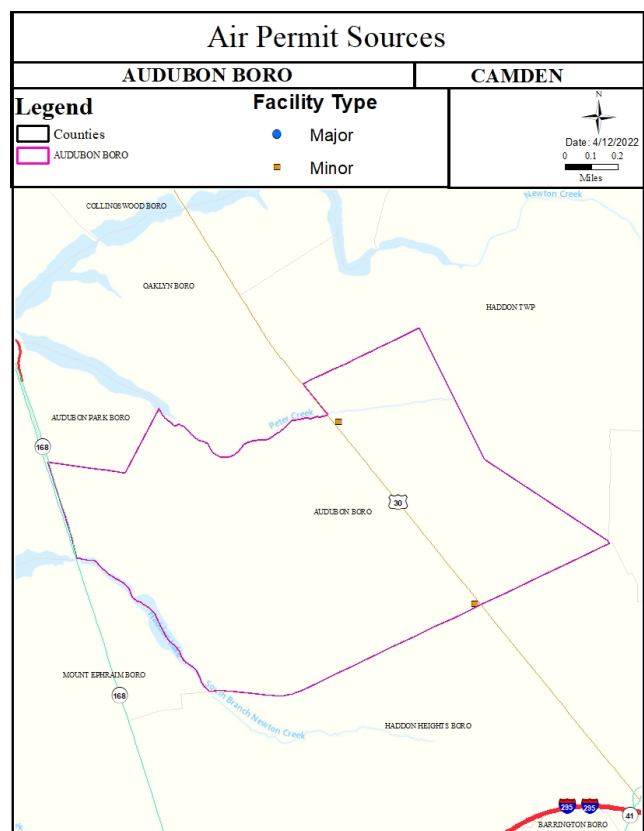 Air Permit Sources
AUDUBON BORO
CAMDEN
Legend
Counties
AUDUBON BORO
Facility Type
Major
Minor
N
Date: 4/12/2022
0 0.1 0.2
Miles
Newton Creek
COLLINGSWOOD BORO
OAKLYN BORO
HADDON TWP
AUDUBON PARK BORO
Peter Creek
168
30
AUDUBON BORO
MOUNT EPHRAIM BORO
168
South Branch Newton Creek
HADDON HEIGHTS BORO
295
295
41
BARRINGTON BORO